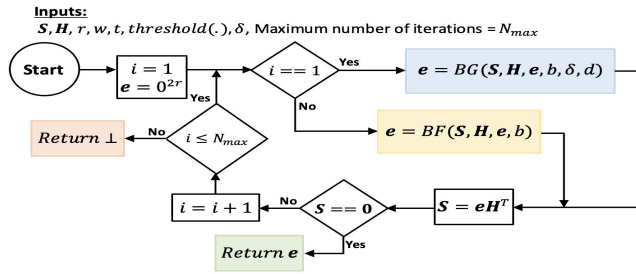 Inputs:
S, H, r, w, t, threshold(.), δ, Maximum number of iterations = N_max
Start
i = 1
e = 0^{2r}
i == 1
Yes
e = BG(S, H, e, b, δ, d)
No
e = BF(S, H, e, b)
Yes
i ≤ N_max
No
Return ⊥
i = i + 1
No
S == 0
S = eH^T
Yes
Return e